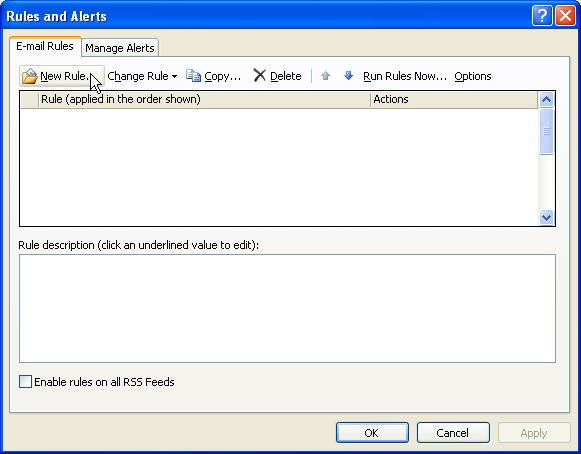 Rules and Alerts
E-mail Rules Manage Alerts
New Rule... Change Rule Copy... Delete Run Rules Now... Options
Rule (applied in the order shown) Actions
Rule description (click an underlined value to edit):
Enable rules on all RSS Feeds
OK Cancel Apply